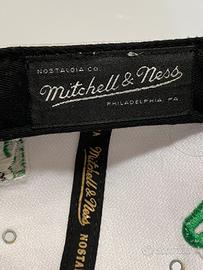 NOSTALGIA CO.
Mitchell & Ness
PHILADELPHIA, PA.
Mitchell & Ness
NOSTA